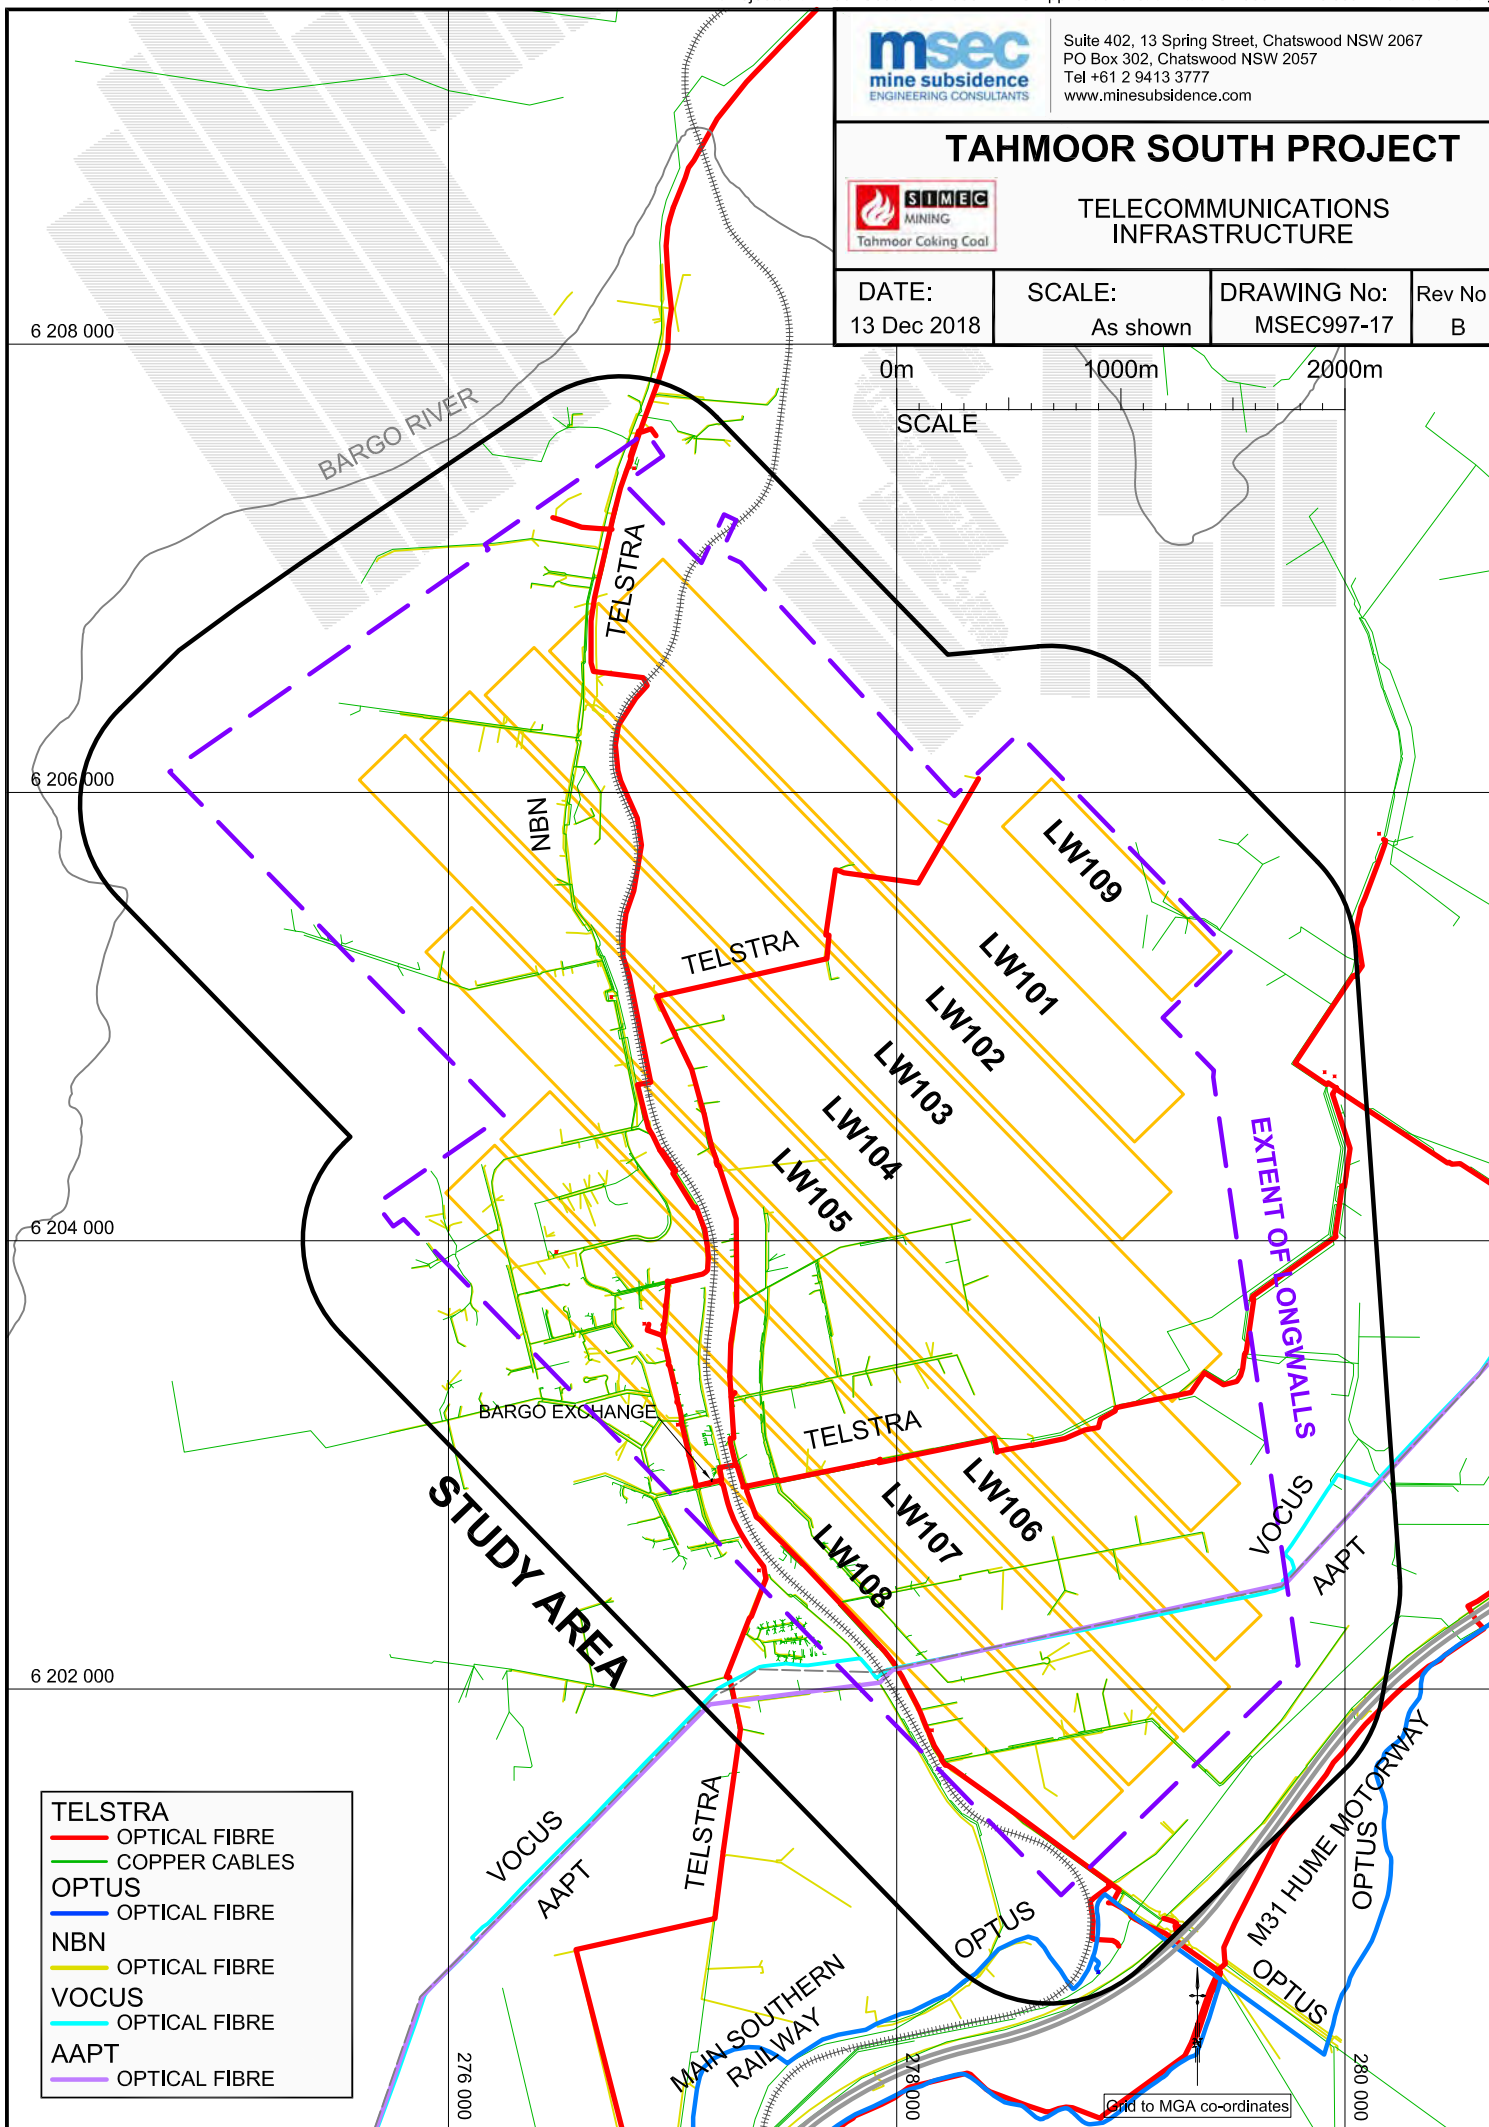 msec
mine subsidence
ENGINEERING CONSULTANTS
Suite 402, 13 Spring Street, Chatswood NSW 2067
PO Box 302, Chatswood NSW 2057
Tel +61 2 9413 3777
www.minesubsidence.com
TAHMOOR SOUTH PROJECT
SIMEC
MINING
Tahmoor Coking Coal
TELECOMMUNICATIONS
INFRASTRUCTURE
DATE:
13 Dec 2018
SCALE:
As shown
DRAWING No:
MSEC997-17
Rev No
B
6 208 000
0m
1000m
2000m
SCALE
BARGO RIVER
TELSTRA
6 206 000
NBN
LW109
TELSTRA
LW101
LW102
LW103
LW104
LW105
EXTENT OF LONGWALLS
6 204 000
BARGO EXCHANGE
TELSTRA
STUDY AREA
LW106
LW107
LW108
VOCUS
AAPT
6 202 000
TELSTRA
VOCUS
AAPT
OPTUS
M31 HUME MOTORWAY
OPTUS
OPTUS
MAIN SOUTHERN
RAILWAY
TELSTRA
OPTICAL FIBRE
COPPER CABLES
OPTUS
OPTICAL FIBRE
NBN
OPTICAL FIBRE
VOCUS
OPTICAL FIBRE
AAPT
OPTICAL FIBRE
276 000
278 000
280 000
N
Grid to MGA co-ordinates